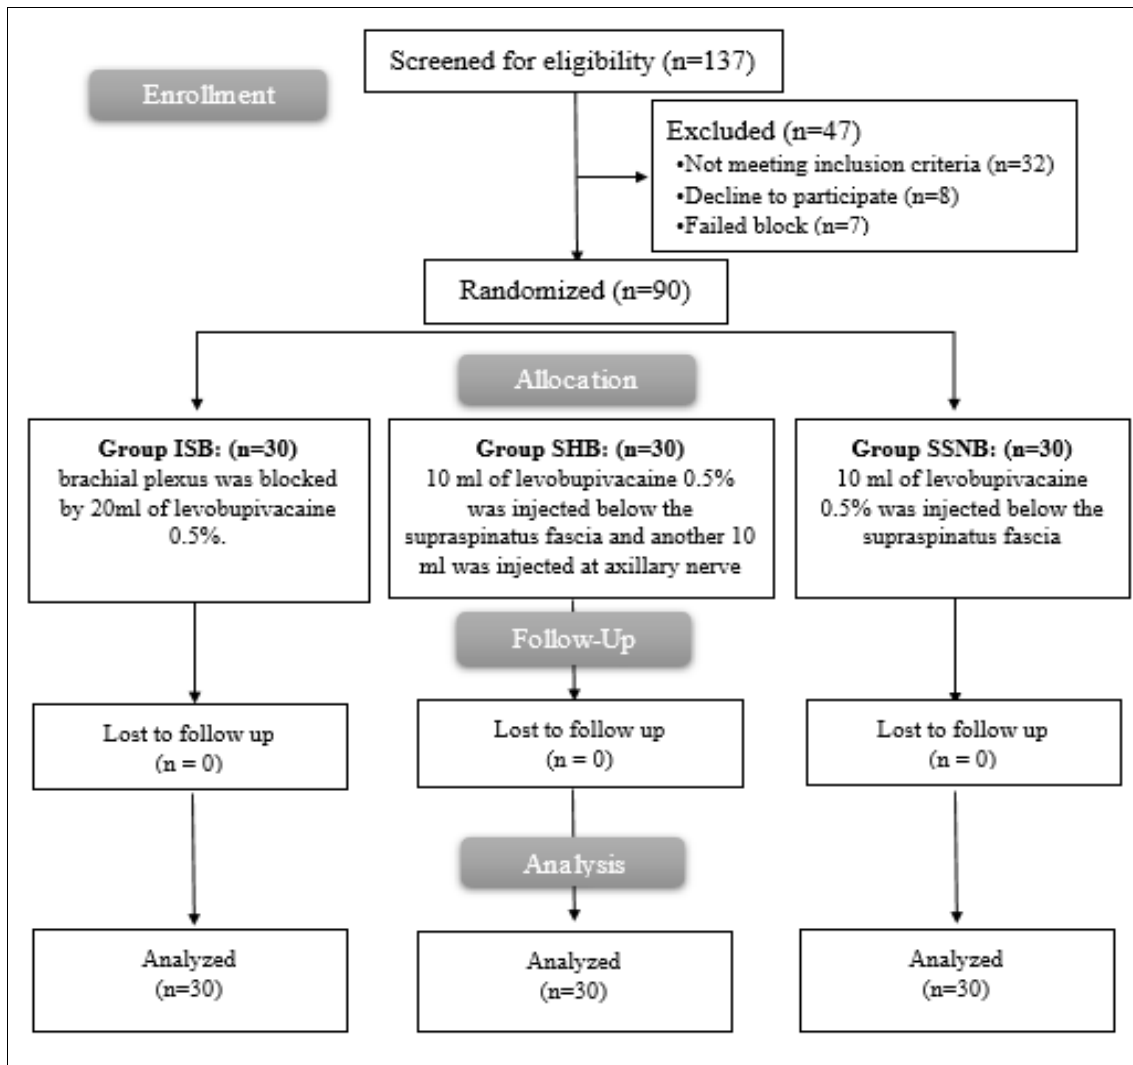 Screened for eligibility (n=137)
Enrollment
Excluded (n=47)
•Not meeting inclusion criteria (n=32)
•Decline to participate (n=8)
•Failed block (n=7)
Randomized (n=90)
Allocation
Group ISB: (n=30)
brachial plexus was blocked
by 20ml of levobupivacaine
0.5%.
Group SHB: (n=30)
10 ml of levobupivacaine 0.5%
was injected below the
supraspinatus fascia and another 10
ml was injected at axillary nerve
Group SSNB: (n=30)
10 ml of levobupivacaine
0.5% was injected below the
supraspinatus fascia
Follow-Up
Lost to follow up
(n = 0)
Lost to follow up
(n = 0)
Lost to follow up
(n = 0)
Analysis
Analyzed
(n=30)
Analyzed
(n=30)
Analyzed
(n=30)